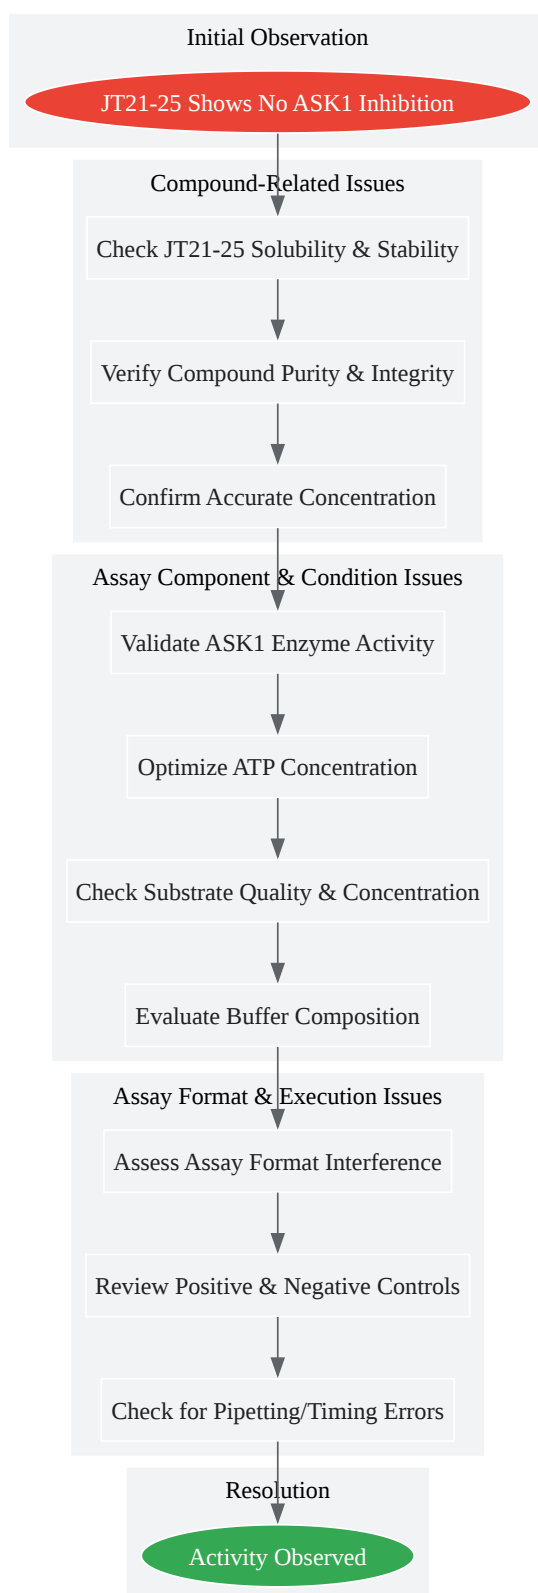 Initial Observation
JT21-25 Shows No ASK1 Inhibition
Compound-Related Issues
Check JT21-25 Solubility & Stability
Verify Compound Purity & Integrity
Confirm Accurate Concentration
Assay Component & Condition Issues
Validate ASK1 Enzyme Activity
Optimize ATP Concentration
Check Substrate Quality & Concentration
Evaluate Buffer Composition
Assay Format & Execution Issues
Assess Assay Format Interference
Review Positive & Negative Controls
Check for Pipetting/Timing Errors
Resolution
Activity Observed